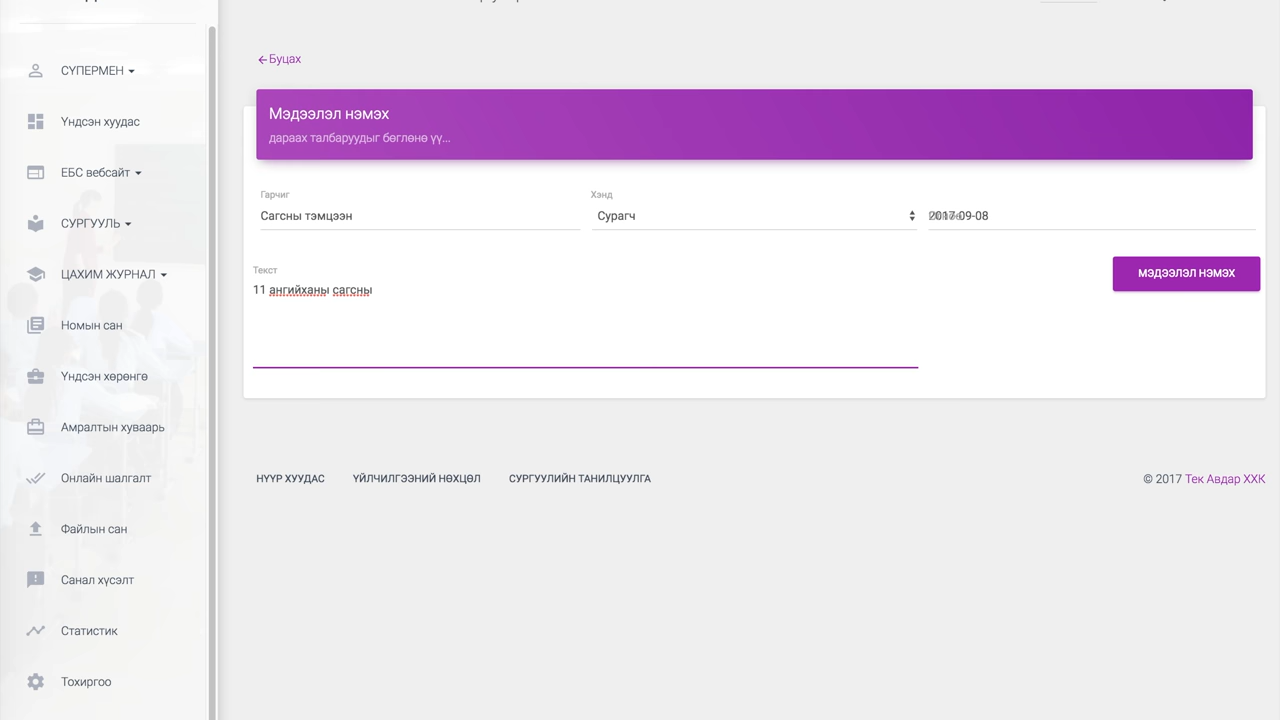 СҮПЕРМЕН
Үндсэн хуудас
ЕБС вебсайт
СУРГУУЛЬ
ЦАХИМ ЖУРНАЛ
Номын сан
Үндсэн хөрөнгө
Амралтын хуваарь
Онлайн шалгалт
Файлын сан
Санал хүсэлт
Статистик
Тохиргоо
Буцах
Мэдээлэл нэмэх
дараах талбаруудыг бөглөнө үү...
Гарчиг
Хэнд
Сагсны тэмцээн
Сурагч
2017-09-08
Текст
11 ангийханы сагсны
МЭДЭЭЛЭЛ НЭМЭХ
НҮҮР ХУУДАС
ҮЙЛЧИЛГЭЭНИЙ НӨХЦӨЛ
СУРГУУЛИЙН ТАНИЛЦУУЛГА
© 2017 Тек Авдар ХХК